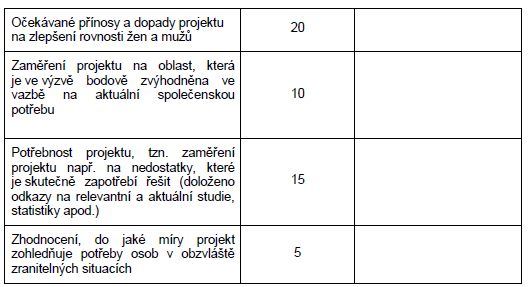 Očekávané přínosy a dopady projektu
na zlepšení rovnosti žen a mužů
20
Zaměření projektu na oblast, která
je ve výzvě bodově zvýhodněna ve
vazbě na aktuální společenskou
potřebu
10
Potřebnost projektu, tzn. zaměření
projektu např. na nedostatky, které
je skutečně zapotřebí řešit (doloženo
odkazy na relevantní a aktuální studie,
statistiky apod.)
15
Zhodnocení, do jaké míry projekt
zohledňuje potřeby osob v obzvláště
zranitelných situacích
5